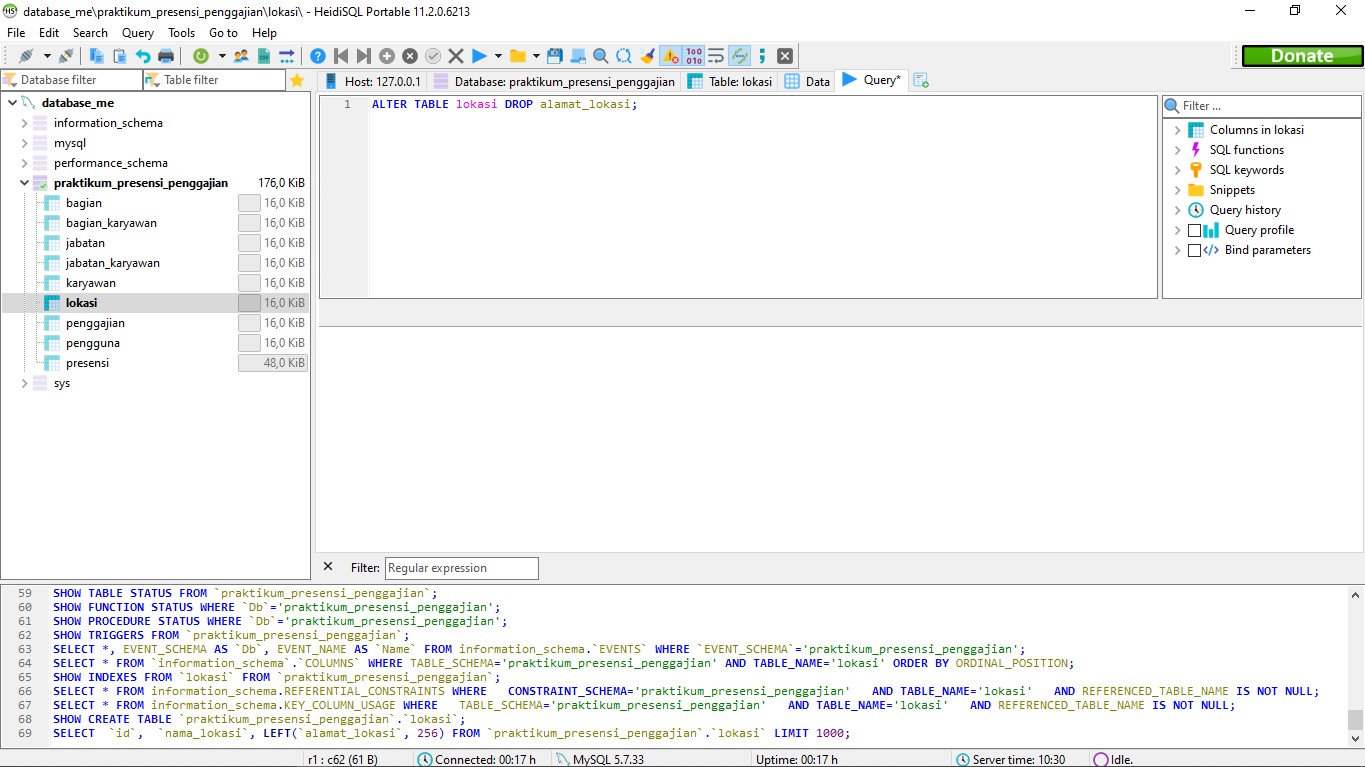 HS database_me\praktikum_presensi_penggajian\lokasi\ - HeidiSQL Portable 11.2.0.6213
File Edit Search Query Tools Go to Help
Donate
Database filter Table filter Host: 127.0.0.1 Database: praktikum_presensi_penggajian Table: lokasi Data Query*
database_me
information_schema
mysql
performance_schema
praktikum_presensi_penggajian 176,0 KiB
bagian 16,0 KiB
bagian_karyawan 16,0 KiB
jabatan 16,0 KiB
jabatan_karyawan 16,0 KiB
karyawan 16,0 KiB
lokasi 16,0 KiB
penggajian 16,0 KiB
pengguna 16,0 KiB
presensi 48,0 KiB
sys
1 ALTER TABLE lokasi DROP alamat_lokasi;
Filter ...
Columns in lokasi
SQL functions
SQL keywords
Snippets
Query history
Query profile
Bind parameters
Filter: Regular expression
59 SHOW TABLE STATUS FROM `praktikum_presensi_penggajian`;
60 SHOW FUNCTION STATUS WHERE `Db`='praktikum_presensi_penggajian';
61 SHOW PROCEDURE STATUS WHERE `Db`='praktikum_presensi_penggajian';
62 SHOW TRIGGERS FROM `praktikum_presensi_penggajian`;
63 SELECT *, EVENT_SCHEMA AS `Db`, EVENT_NAME AS `Name` FROM information_schema.`EVENTS` WHERE `EVENT_SCHEMA`='praktikum_presensi_penggajian';
64 SELECT * FROM `information_schema`.`COLUMNS` WHERE TABLE_SCHEMA='praktikum_presensi_penggajian' AND TABLE_NAME='lokasi' ORDER BY ORDINAL_POSITION;
65 SHOW INDEXES FROM `lokasi` FROM `praktikum_presensi_penggajian`;
66 SELECT * FROM information_schema.REFERENTIAL_CONSTRAINTS WHERE   CONSTRAINT_SCHEMA='praktikum_presensi_penggajian'   AND TABLE_NAME='lokasi'   AND REFERENCED_TABLE_NAME IS NOT NULL;
67 SELECT * FROM information_schema.KEY_COLUMN_USAGE WHERE   TABLE_SCHEMA='praktikum_presensi_penggajian'   AND TABLE_NAME='lokasi'   AND REFERENCED_TABLE_NAME IS NOT NULL;
68 SHOW CREATE TABLE `praktikum_presensi_penggajian`.`lokasi`;
69 SELECT  `id`,  `nama_lokasi`, LEFT(`alamat_lokasi`, 256) FROM `praktikum_presensi_penggajian`.`lokasi` LIMIT 1000;
r1 : c62 (61 B) Connected: 00:17 h MySQL 5.7.33 Uptime: 00:17 h Server time: 10:30 Idle.